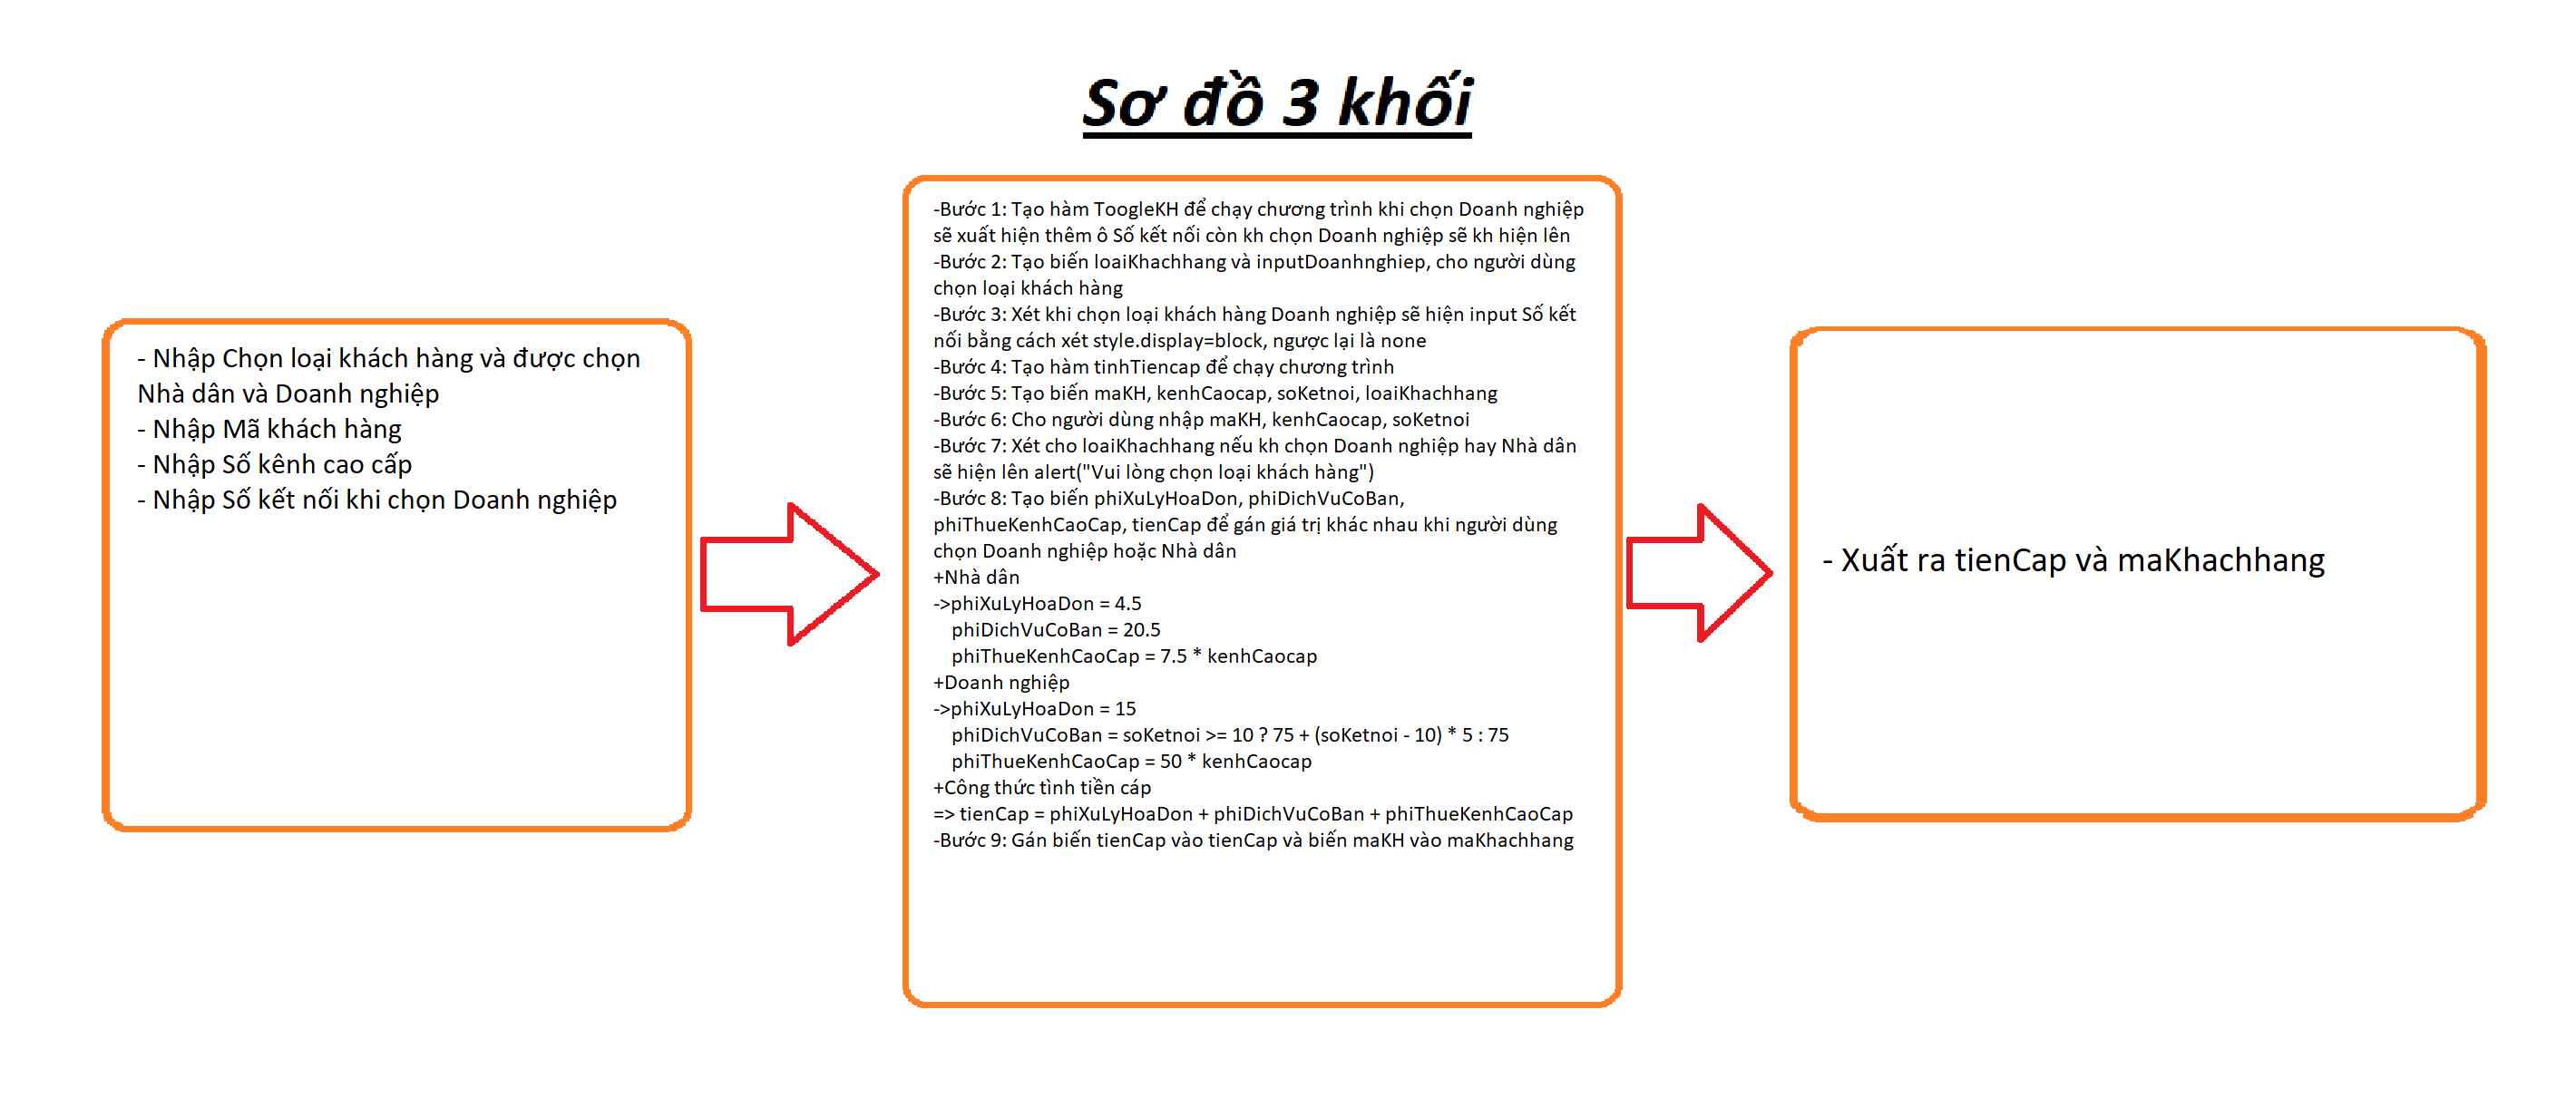 Sơ đồ 3 khối
- Nhập Chọn loại khách hàng và được chọn
Nhà dân và Doanh nghiệp
- Nhập Mã khách hàng
- Nhập Số kênh cao cấp
- Nhập Số kết nối khi chọn Doanh nghiệp
-Bước 1: Tạo hàm ToogleKH để chạy chương trình khi chọn Doanh nghiệp
sẽ xuất hiện thêm ô Số kết nối còn kh chọn Doanh nghiệp sẽ kh hiện lên
-Bước 2: Tạo biến loaiKhachhang và inputDoanhnghiep, cho người dùng
chọn loại khách hàng
-Bước 3: Xét khi chọn loại khách hàng Doanh nghiệp sẽ hiện input Số kết
nối bằng cách xét style.display=block, ngược lại là none
-Bước 4: Tạo hàm tinhTiencap để chạy chương trình
-Bước 5: Tạo biến maKH, kenhCaocap, soKetnoi, loaiKhachhang
-Bước 6: Cho người dùng nhập maKH, kenhCaocap, soKetnoi
-Bước 7: Xét cho loaiKhachhang nếu kh chọn Doanh nghiệp hay Nhà dân
sẽ hiện lên alert("Vui lòng chọn loại khách hàng")
-Bước 8: Tạo biến phiXuLyHoaDon, phiDichVuCoBan,
phiThueKenhCaoCap, tienCap để gán giá trị khác nhau khi người dùng
chọn Doanh nghiệp hoặc Nhà dân
+Nhà dân
->phiXuLyHoaDon = 4.5
phiDichVuCoBan = 20.5
phiThueKenhCaoCap = 7.5 * kenhCaocap
+Doanh nghiệp
->phiXuLyHoaDon = 15
phiDichVuCoBan = soKetnoi >= 10 ? 75 + (soKetnoi - 10) * 5 : 75
phiThueKenhCaoCap = 50 * kenhCaocap
+Công thức tình tiền cáp
=> tienCap = phiXuLyHoaDon + phiDichVuCoBan + phiThueKenhCaoCap
-Bước 9: Gán biến tienCap vào tienCap và biến maKH vào maKhachhang
- Xuất ra tienCap và maKhachhang